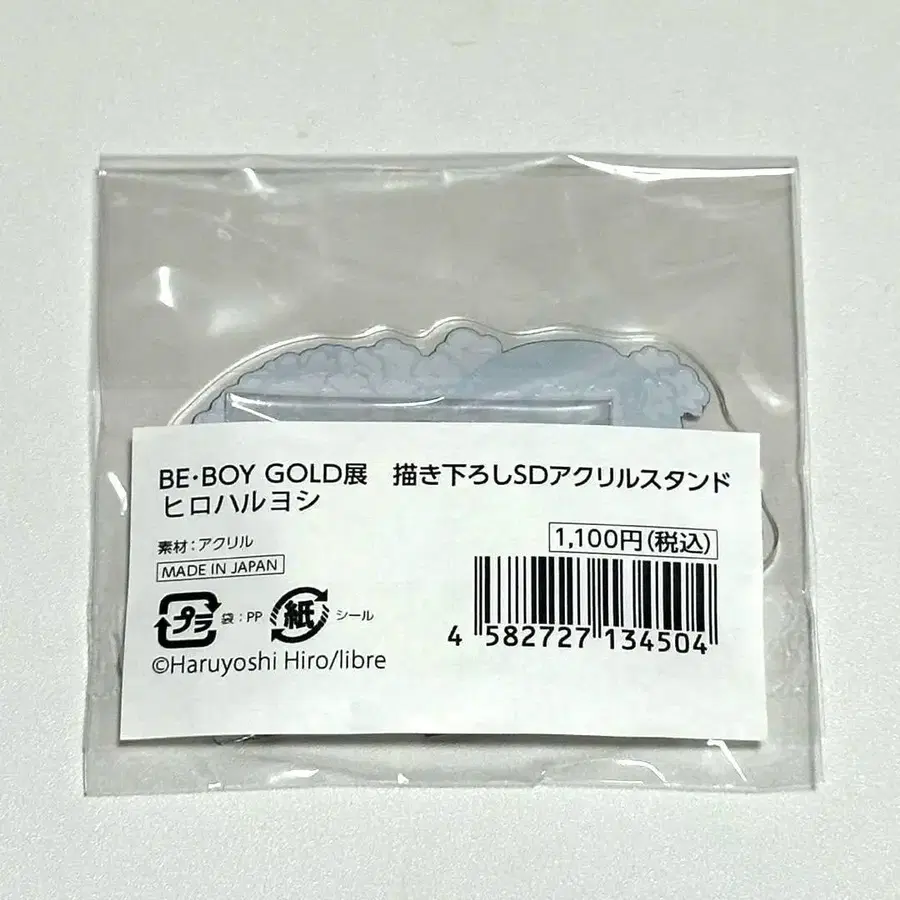 BE・BOY GOLD展　描き下ろしSDアクリルスタンド
ヒロハルヨシ
素材：アクリル
1,100円(税込)
MADE IN JAPAN
プラ 袋：PP 紙 シール
4 582727 134504
©Haruyoshi Hiro/libre